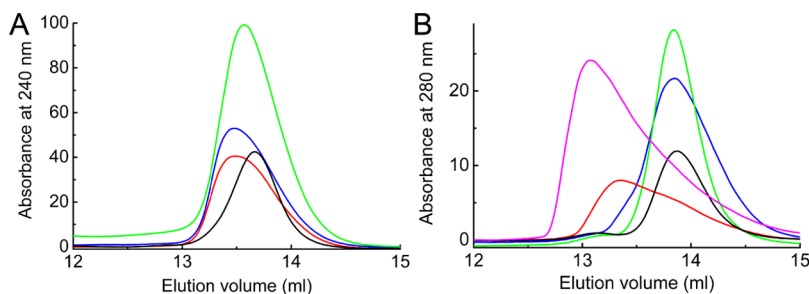 A
Absorbance at 240 nm
100
80
60
40
20
0
12
13
14
15
Elution volume (ml)
B
Absorbance at 280 nm
20
10
0
12
13
14
15
Elution volume (ml)